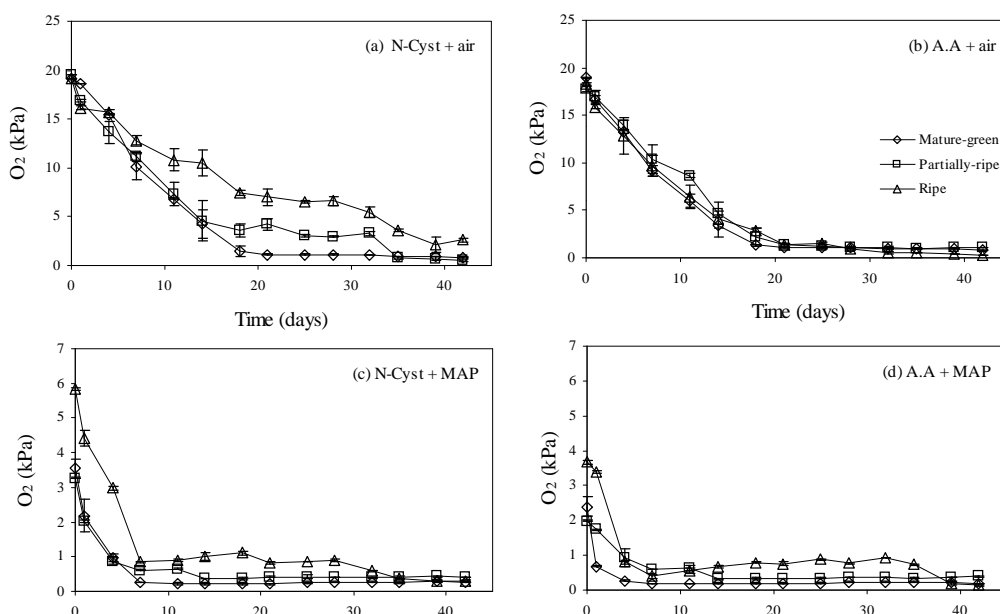 (a) N-Cyst + air
25
20
15
10
5
0
O2 (kPa)
0 10 20 30 40
Time (days)
(b) A.A + air
25
20
15
10
5
0
O2 (kPa)
Mature-green
Partially-ripe
Ripe
0 10 20 30 40
Time (days)
(c) N-Cyst + MAP
7
6
5
4
3
2
1
0
O2 (kPa)
0 10 20 30 40
(d) A.A + MAP
7
6
5
4
3
2
1
0
O2 (kPa)
0 10 20 30 40